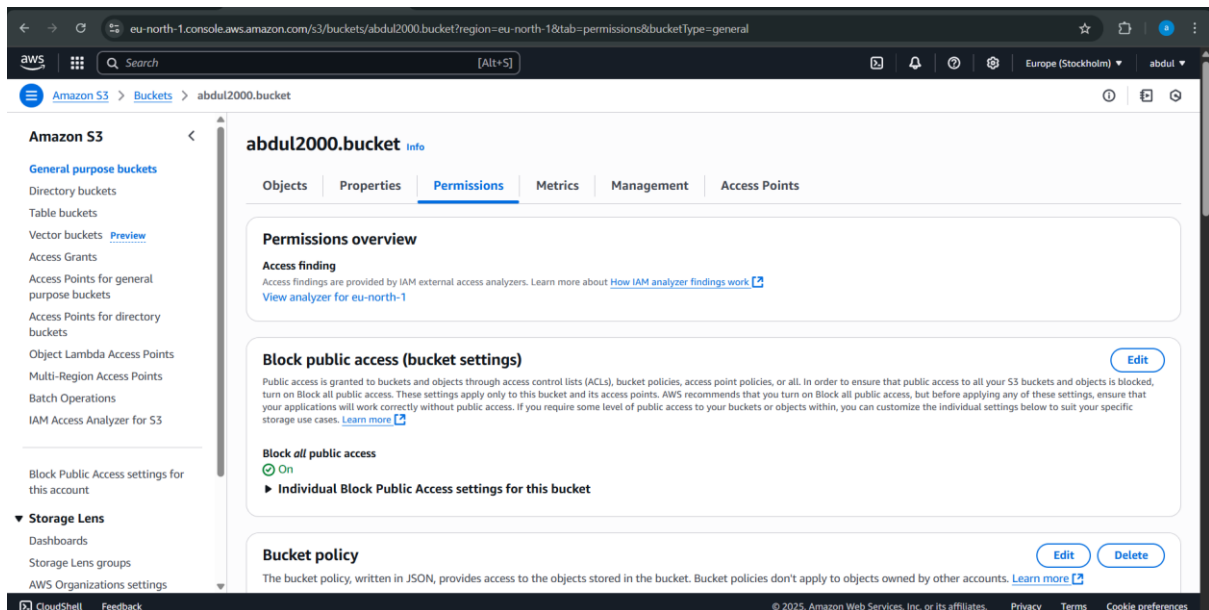 eu-north-1.console.aws.amazon.com/s3/buckets/abdul2000.bucket?region=eu-north-1&tab=permissions&bucketType=general
a
aws
Search
[Alt+S]
Europe (Stockholm)
abdul
Amazon S3 > Buckets > abdul2000.bucket
Amazon S3
General purpose buckets
Directory buckets
Table buckets
Vector buckets Preview
Access Grants
Access Points for general
purpose buckets
Access Points for directory
buckets
Object Lambda Access Points
Multi-Region Access Points
Batch Operations
IAM Access Analyzer for S3
Block Public Access settings for
this account
Storage Lens
Dashboards
Storage Lens groups
AWS Organizations settings
abdul2000.bucket Info
Objects Properties Permissions Metrics Management Access Points
Permissions overview
Access finding
Access findings are provided by IAM external access analyzers. Learn more about How IAM analyzer findings work
View analyzer for eu-north-1
Block public access (bucket settings)
Edit
Public access is granted to buckets and objects through access control lists (ACLs), bucket policies, access point policies, or all. In order to ensure that public access to all your S3 buckets and objects is blocked,
turn on Block all public access. These settings apply only to this bucket and its access points. AWS recommends that you turn on Block all public access, but before applying any of these settings, ensure that
your applications will work correctly without public access. If you require some level of public access to your buckets or objects within, you can customize the individual settings below to suit your specific
storage use cases. Learn more
Block all public access
On
Individual Block Public Access settings for this bucket
Bucket policy
Edit Delete
The bucket policy, written in JSON, provides access to the objects stored in the bucket. Bucket policies don't apply to objects owned by other accounts. Learn more
CloudShell Feedback
© 2025, Amazon Web Services, Inc. or its affiliates. Privacy Terms Cookie preferences